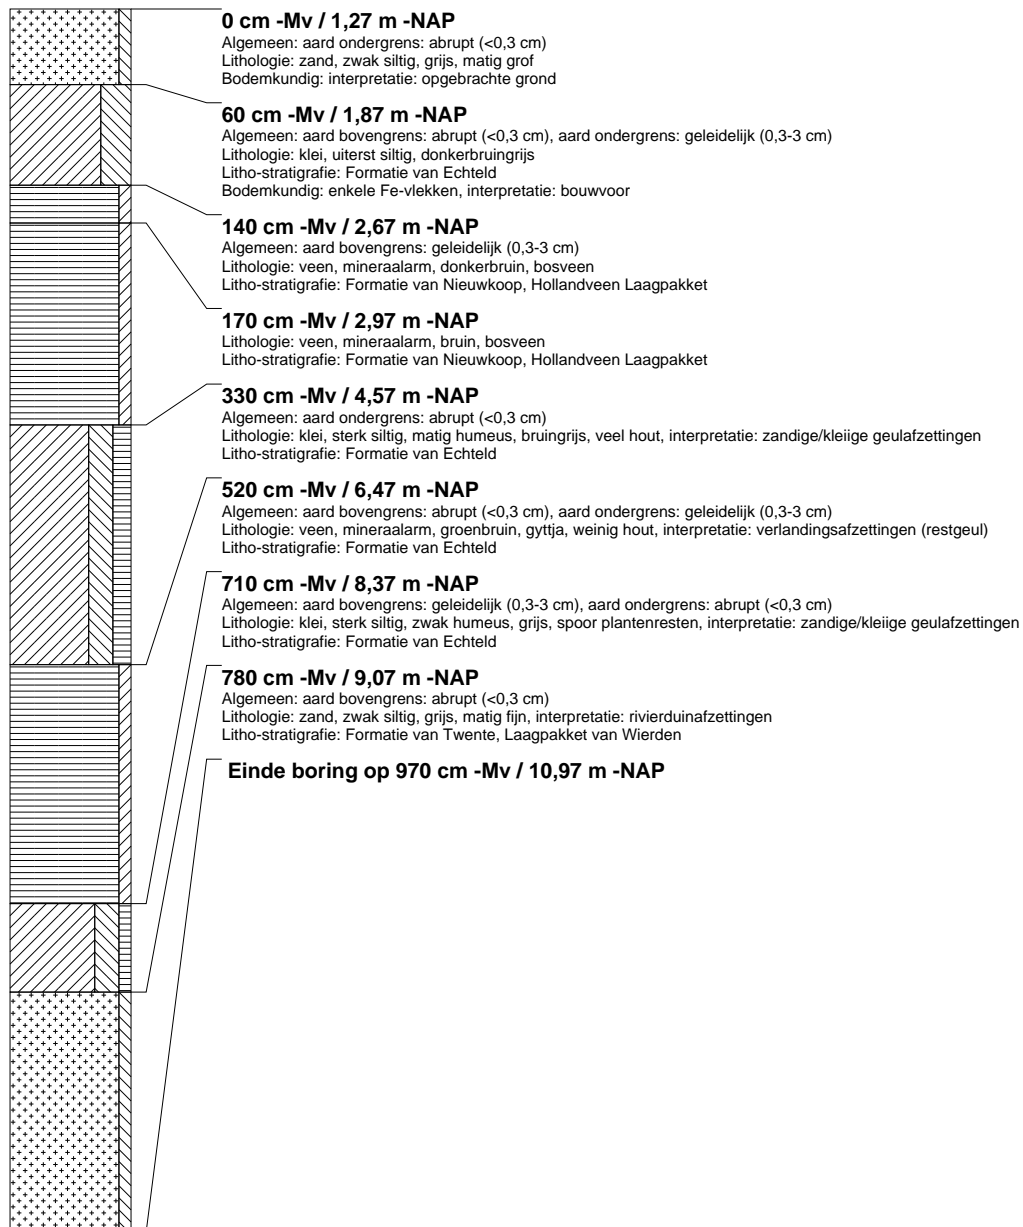 0 cm -Mv / 1,27 m -NAP
Algemeen: aard ondergrens: abrupt (<0,3 cm)
Lithologie: zand, zwak siltig, grijs, matig grof
Bodemkundig: interpretatie: opgebrachte grond
60 cm -Mv / 1,87 m -NAP
Algemeen: aard bovengrens: abrupt (<0,3 cm), aard ondergrens: geleidelijk (0,3-3 cm)
Lithologie: klei, uiterst siltig, donkerbruingrijs
Litho-stratigrafie: Formatie van Echteld
Bodemkundig: enkele Fe-vlekken, interpretatie: bouwvoor
140 cm -Mv / 2,67 m -NAP
Algemeen: aard bovengrens: geleidelijk (0,3-3 cm)
Lithologie: veen, mineraalarm, donkerbruin, bosveen
Litho-stratigrafie: Formatie van Nieuwkoop, Hollandveen Laagpakket
170 cm -Mv / 2,97 m -NAP
Lithologie: veen, mineraalarm, bruin, bosveen
Litho-stratigrafie: Formatie van Nieuwkoop, Hollandveen Laagpakket
330 cm -Mv / 4,57 m -NAP
Algemeen: aard ondergrens: abrupt (<0,3 cm)
Lithologie: klei, sterk siltig, matig humeus, bruingrijs, veel hout, interpretatie: zandige/kleiige geulafzettingen
Litho-stratigrafie: Formatie van Echteld
520 cm -Mv / 6,47 m -NAP
Algemeen: aard bovengrens: abrupt (<0,3 cm), aard ondergrens: geleidelijk (0,3-3 cm)
Lithologie: veen, mineraalarm, groenbruin, gyttja, weinig hout, interpretatie: verlandingsafzettingen (restgeul)
Litho-stratigrafie: Formatie van Echteld
710 cm -Mv / 8,37 m -NAP
Algemeen: aard bovengrens: geleidelijk (0,3-3 cm), aard ondergrens: abrupt (<0,3 cm)
Lithologie: klei, sterk siltig, zwak humeus, grijs, spoor plantenresten, interpretatie: zandige/kleiige geulafzettingen
Litho-stratigrafie: Formatie van Echteld
780 cm -Mv / 9,07 m -NAP
Algemeen: aard bovengrens: abrupt (<0,3 cm)
Lithologie: zand, zwak siltig, grijs, matig fijn, interpretatie: rivierduinafzettingen
Litho-stratigrafie: Formatie van Twente, Laagpakket van Wierden
Einde boring op 970 cm -Mv / 10,97 m -NAP